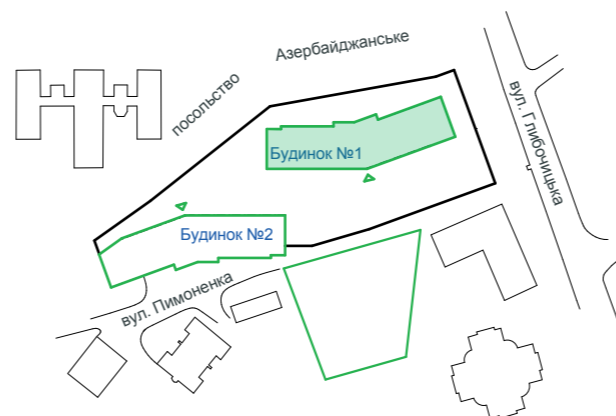 Азербайджанське
посольство
вул. Глибочицька
Будинок №1
Будинок №2
вул. Пимоненка